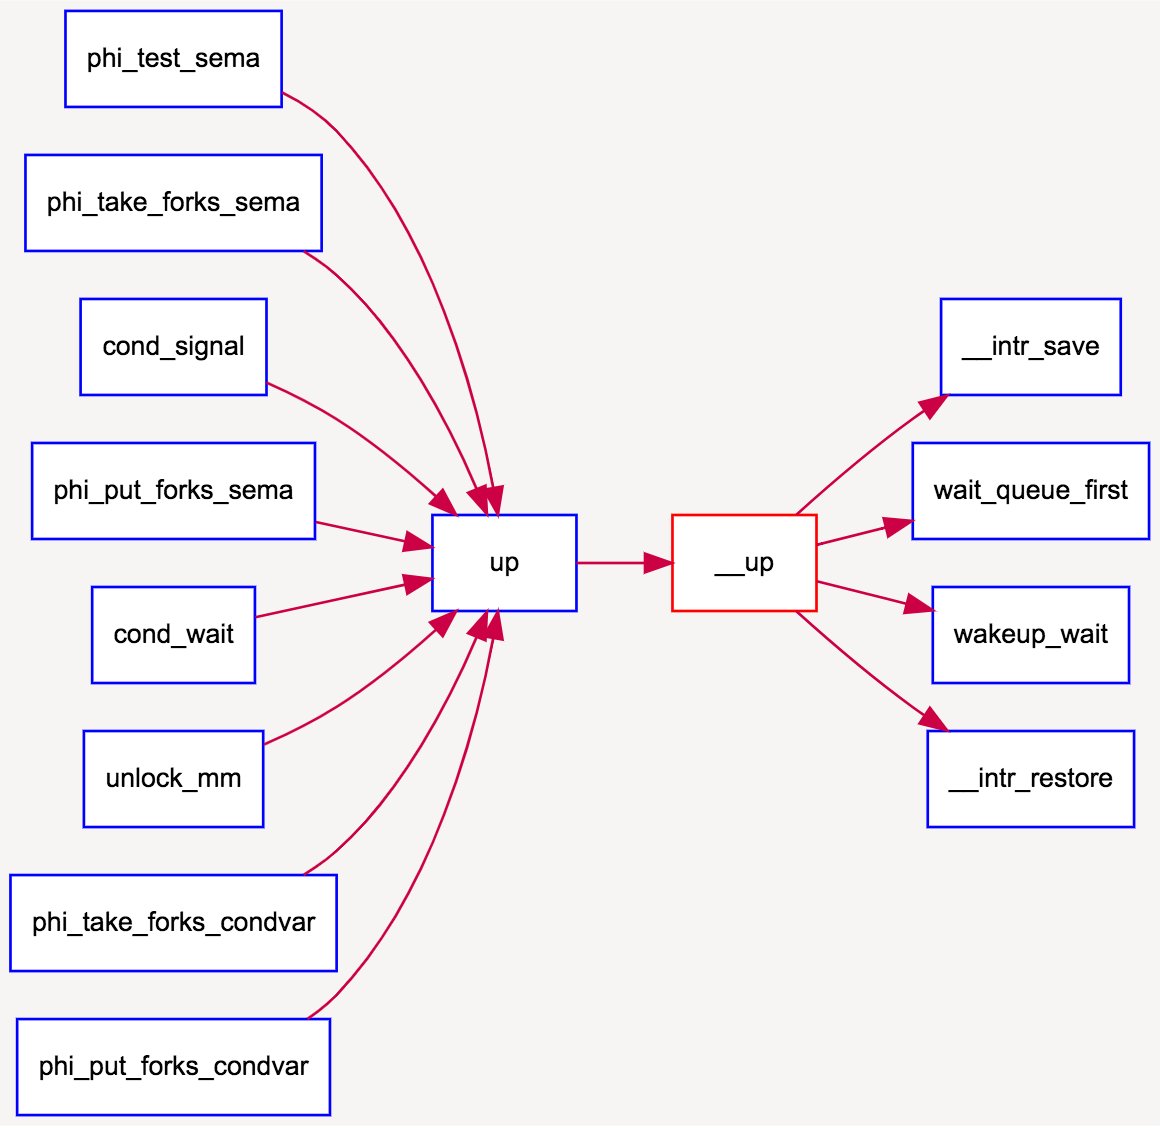 phi_test_sema
phi_take_forks_sema
cond_signal
phi_put_forks_sema
cond_wait
unlock_mm
phi_take_forks_condvar
phi_put_forks_condvar
up
__up
__intr_save
wait_queue_first
wakeup_wait
__intr_restore